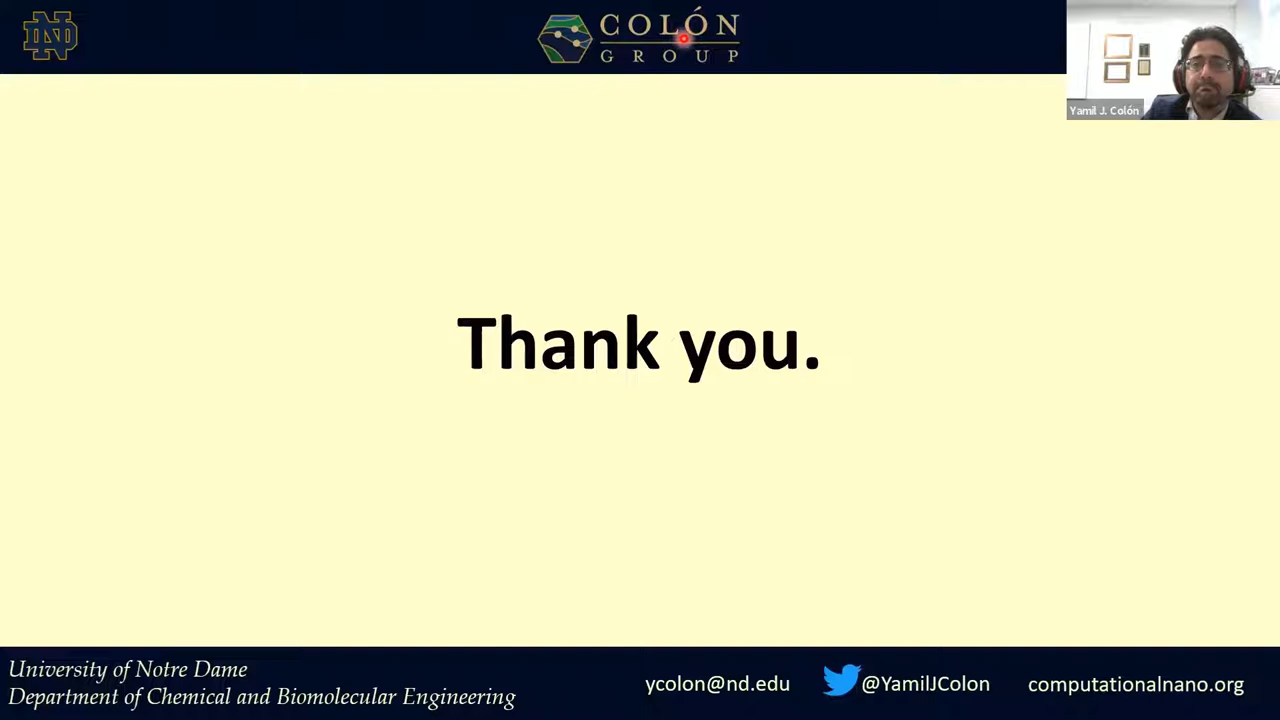 ND
COLÓN
GROUP
Yamil J. Colón
Thank you.
University of Notre Dame
Department of Chemical and Biomolecular Engineering
ycolon@nd.edu
@YamilJColon
computationalnano.org